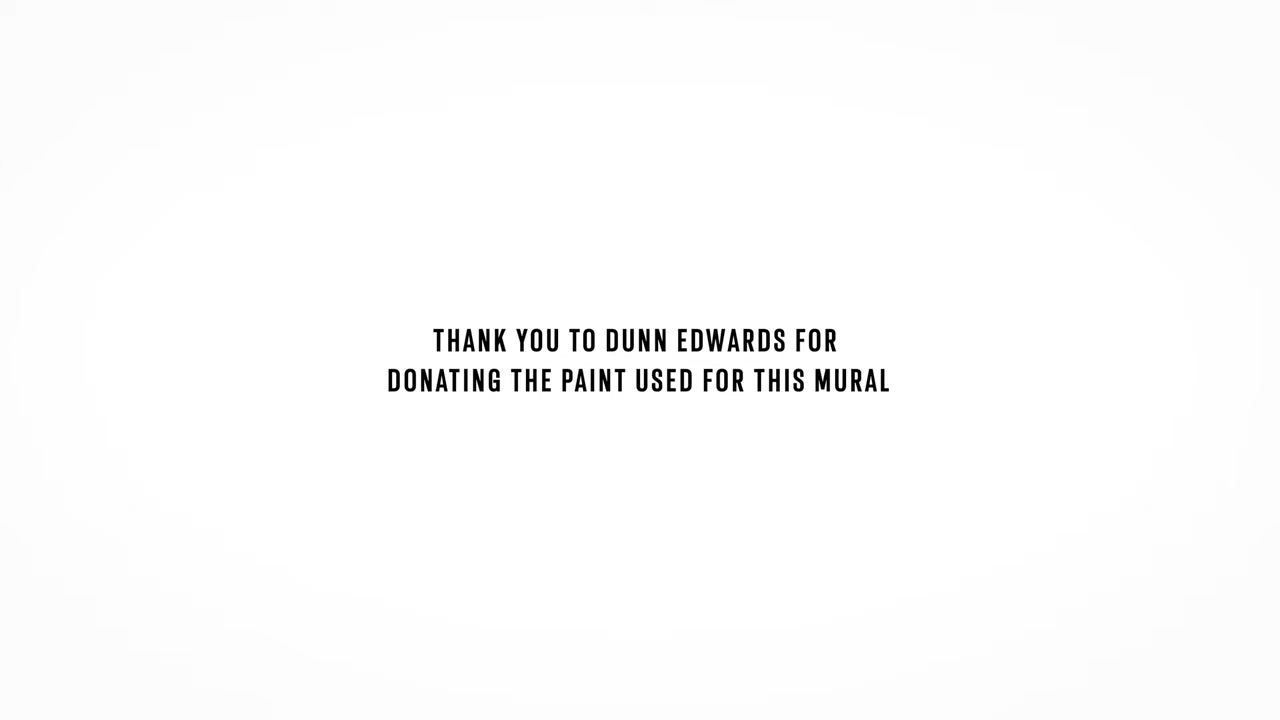 THANK YOU TO DUNN EDWARDS FOR
DONATING THE PAINT USED FOR THIS MURAL